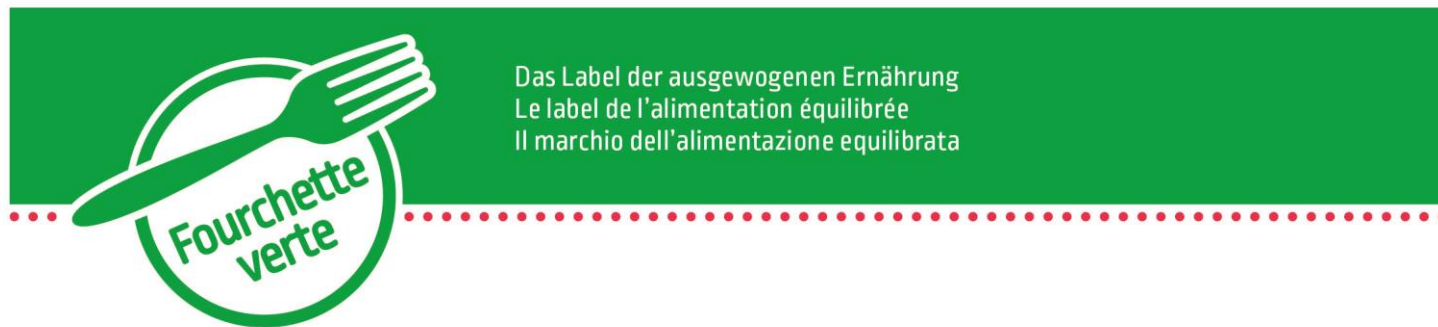 Das Label der ausgewogenen Ernährung
Le label de l'alimentation équilibrée
Il marchio dell'alimentazione equilibrata
Fourchette
verte